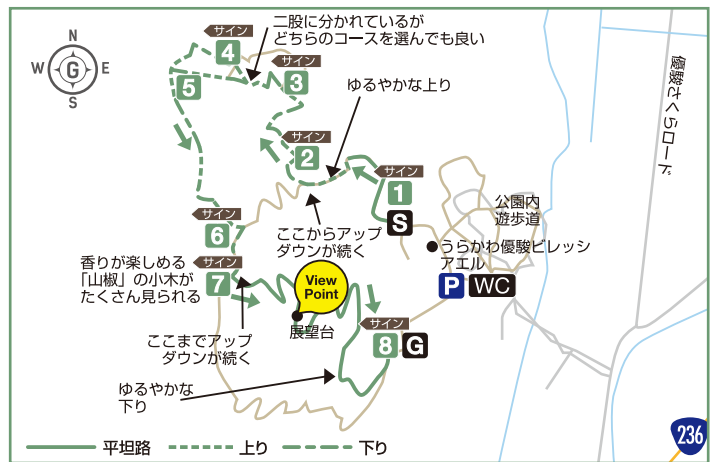 N
W
G
E
S
二股に分かれているが
どちらのコースを選んでも良い
サイン
4
サイン
3
5
ゆるやかな上り
サイン
2
サイン
1
S
優駿さくらロード
公園内
遊歩道
サイン
6
ここからアップ
ダウンが続く
うらかわ優駿ビレッジ
アエル
P
WC
香りが楽しめる
「山椒」の小木が
たくさん見られる
サイン
7
View
Point
展望台
サイン
8
G
ここまでアップ
ダウンが続く
ゆるやかな
下り
236
平坦路
上り
下り